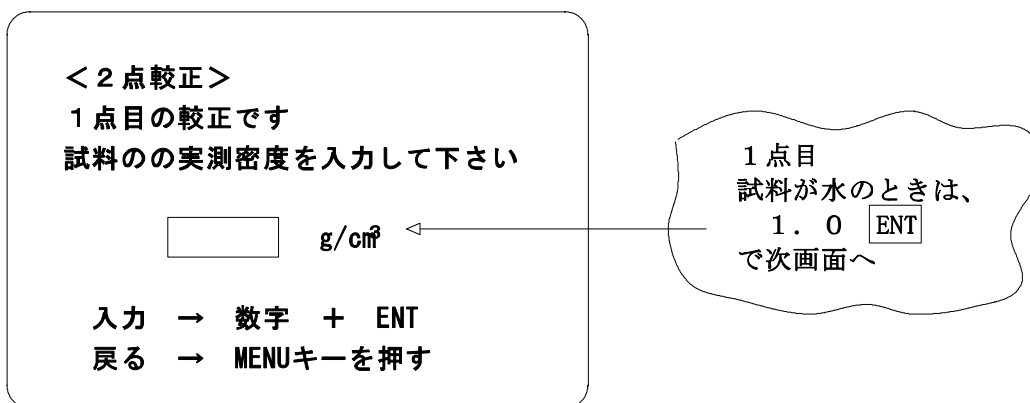 <2点較正>
1点目の較正です
試料のの実測密度を入力して下さい
g/cm³
入力 → 数字 + ENT
戻る → MENUキーを押す
1点目
試料が水のときは、
1. 0 ENT
で次画面へ